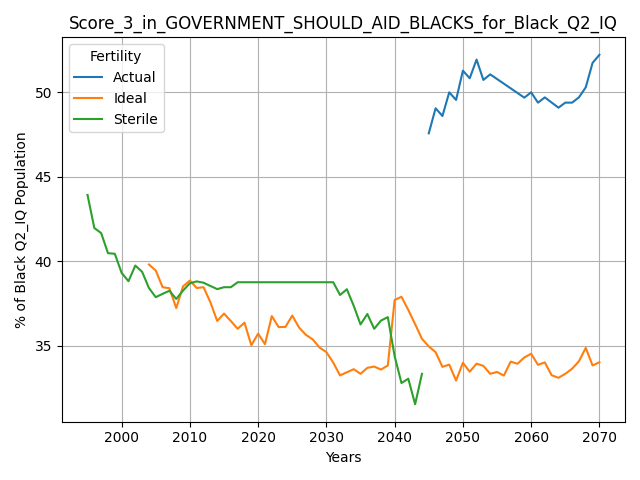 Score_3_in_GOVERNMENT_SHOULD_AID_BLACKS_for_Black_Q2_IQ
Fertility
Actual
Ideal
Sterile
% of Black Q2_IQ Population
50
45
40
35
2000 2010 2020 2030 2040 2050 2060 2070
Years